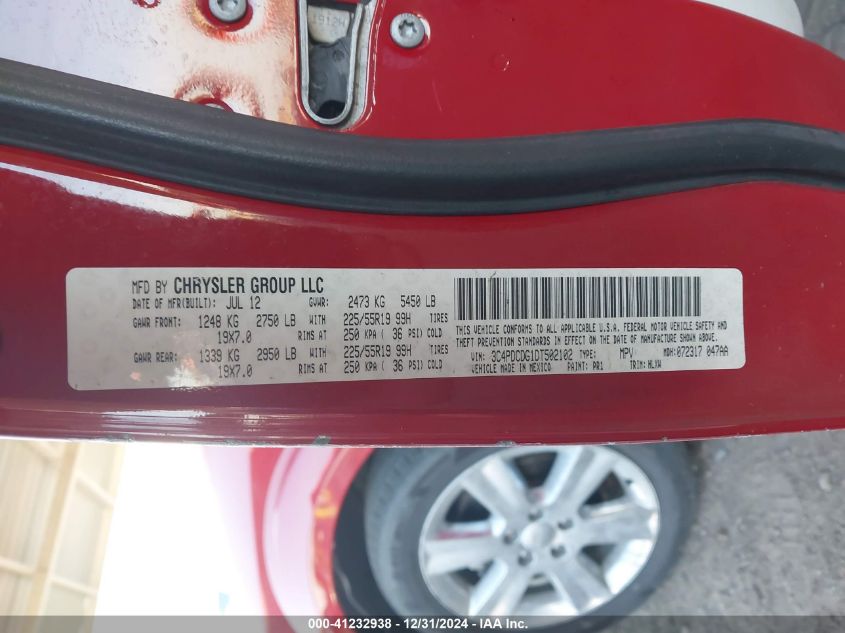 1912H
MFD BY CHRYSLER GROUP LLC
DATE OF MFR(BUILT): JUL 12 GVWR: 2473 KG 5450 LB
GAWR FRONT: 1248 KG 2750 LB WITH 225/55R19 99H TIRES
19X7.0 RIMS AT 250 KPA ( 36 PSI) COLD
GAWR REAR: 1339 KG 2950 LB WITH 225/55R19 99H TIRES
19X7.0 RIMS AT 250 KPA ( 36 PSI) COLD
THIS VEHICLE CONFORMS TO ALL APPLICABLE U.S.A. FEDERAL MOTOR VEHICLE SAFETY AND
THEFT PREVENTION STANDARDS IN EFFECT ON THE DATE OF MANUFACTURE SHOWN ABOVE.
VIN: 3C4PDCDG1DT502102 TYPE: MPV MDH:072317 047AA
VEHICLE MADE IN MEXICO PAINT: PR1 TRIM: HLXW
000-41232938 - 12/31/2024 - IAA Inc.